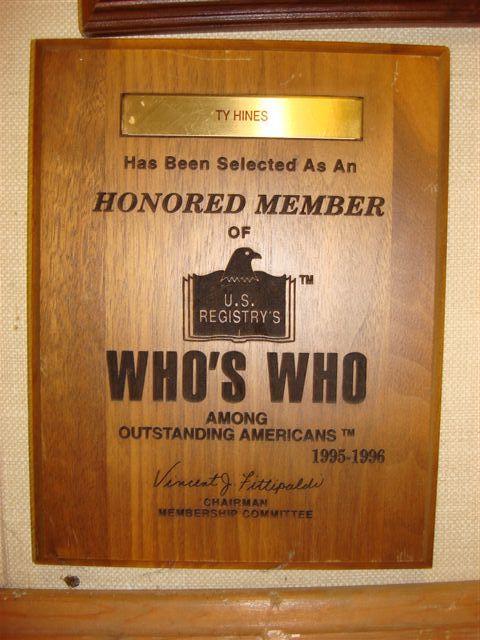 TY HINES
Has Been Selected As An
HONORED MEMBER
OF
TM
U.S.
REGISTRY'S
WHO'S WHO
AMONG
OUTSTANDING AMERICANS TM
1995-1996
Vincent J. Fittipaldi
CHAIRMAN
MEMBERSHIP COMMITTEE